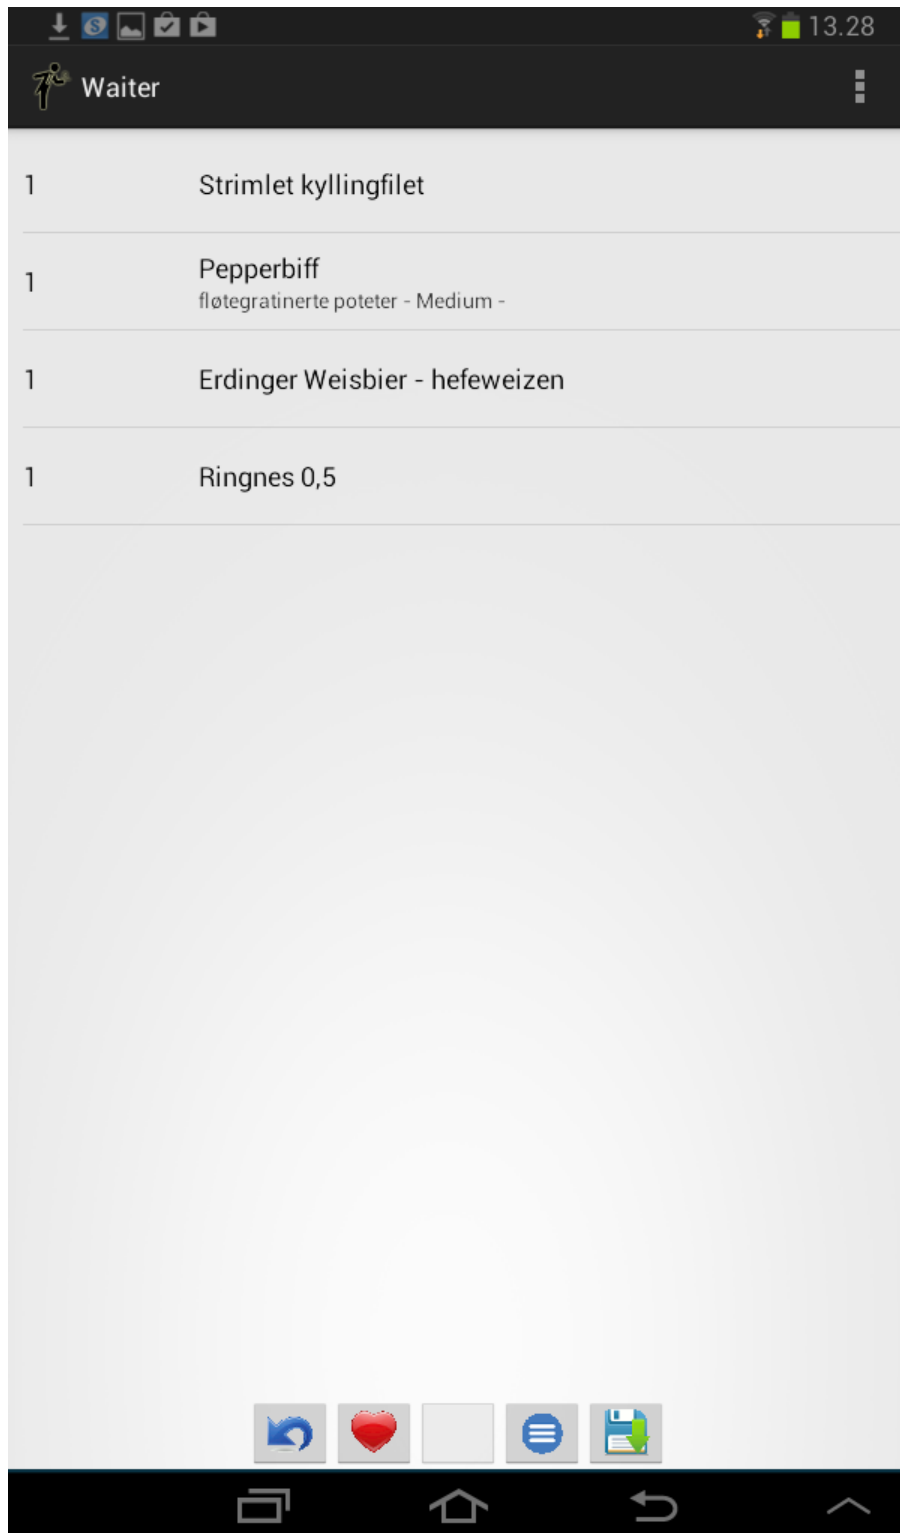 13.28
Waiter
1 Strimlet kyllingfilet
1 Pepperbiff
fløtegratinerte poteter - Medium -
1 Erdinger Weisbier - hefeweizen
1 Ringnes 0,5